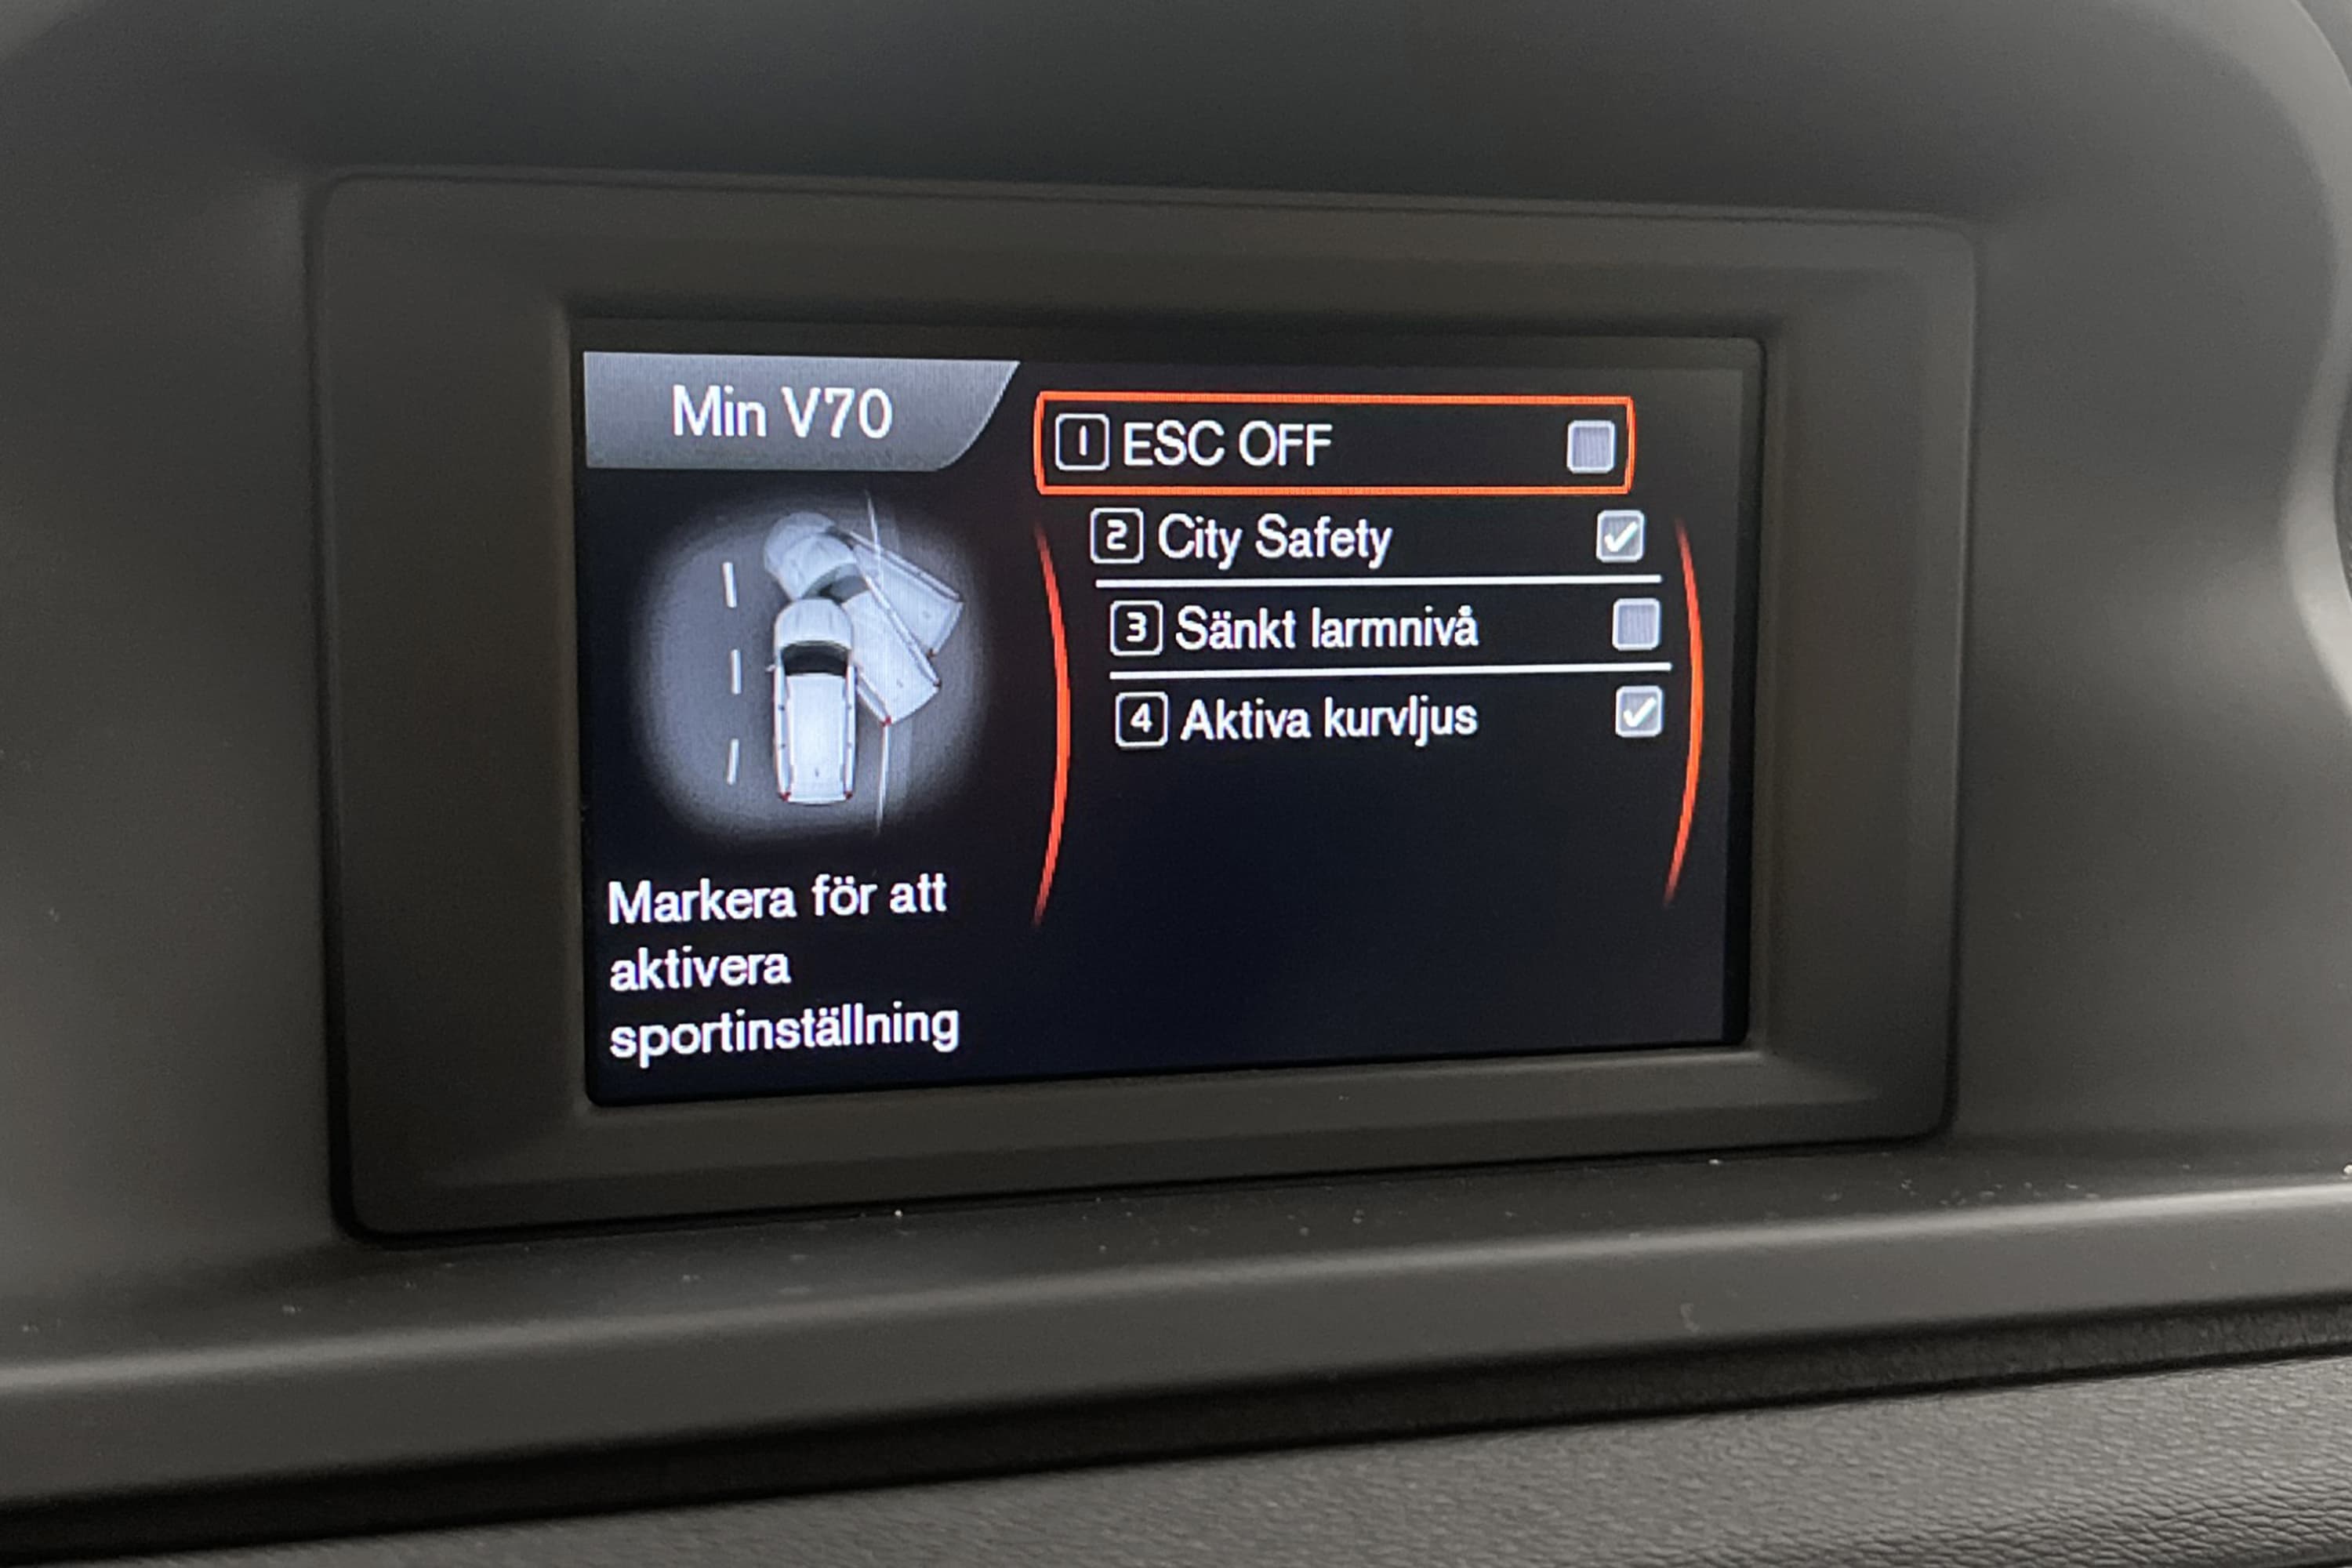 Min V70
1 ESC OFF
2 City Safety
3 Sänkt larmnivå
4 Aktiva kurvljus
Markera för att
aktivera
sportinställning